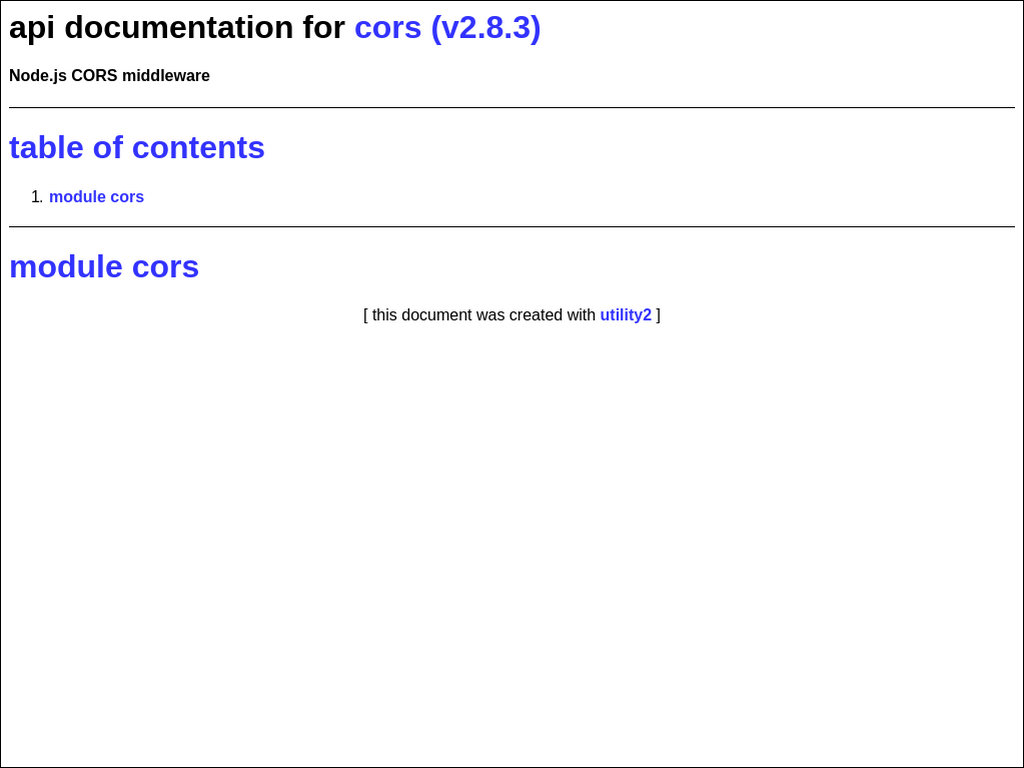 api documentation for cors (v2.8.3)
Node.js CORS middleware
table of contents
1. module cors
module cors
[ this document was created with utility2 ]